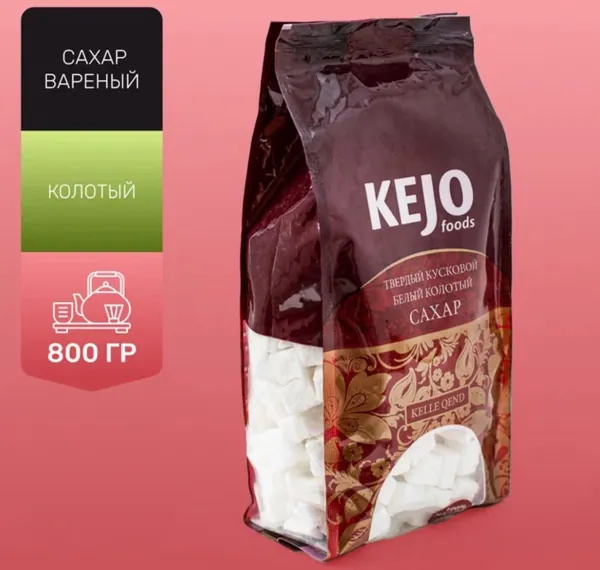 САХАР
ВАРЕНЫЙ
КОЛОТЫЙ
800 ГР
KEJO
foods
ТВЕРДЫЙ КУСКОВОЙ
БЕЛЫЙ КОЛОТЫЙ
САХАР
KELLE QEND